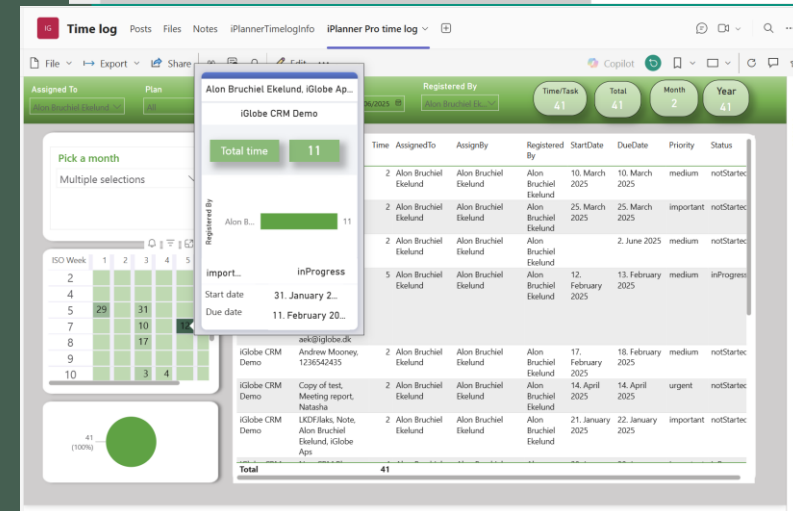 IG Time log Posts Files Notes iPlannerTimelogInfo iPlanner Pro time log
File Export Share Edit Copilot
Assigned To Plan Registered By
Alon Bruchiel Ekelund All 06/2025 Alon Bruchiel Ek...
Time/Task 41 Total 41 Month 2 Year 41
Alon Bruchiel Ekelund, iGlobe Ap...
iGlobe CRM Demo
Total time 11
Registered By
Alon B... 11
import... inProgress
Start date 31. January 2...
Due date 11. February 20...
Pick a month
Multiple selections
ISO Week 1 2 3 4 5
2
4
5 29 31
7 10 12
8 17
9
10 3 4
41
(100%)
Time AssignedTo AssignBy Registered By StartDate DueDate Priority Status
2 Alon Bruchiel Ekelund Alon Bruchiel Ekelund Alon Bruchiel Ekelund 10. March 2025 10. March 2025 medium notStarted
2 Alon Bruchiel Ekelund Alon Bruchiel Ekelund Alon Bruchiel Ekelund 25. March 2025 25. March 2025 important notStarted
2 Alon Bruchiel Ekelund Alon Bruchiel Ekelund Alon Bruchiel Ekelund 2. June 2025 medium notStarted
5 Alon Bruchiel Ekelund Alon Bruchiel Ekelund Alon Bruchiel Ekelund 12. February 2025 13. February 2025 medium inProgress
aek@iglobe.dk
iGlobe CRM Demo Andrew Mooney, 1236542435 2 Alon Bruchiel Ekelund Alon Bruchiel Ekelund Alon Bruchiel Ekelund 17. February 2025 18. February 2025 medium notStarted
iGlobe CRM Demo Copy of test, Meeting report, Natasha 2 Alon Bruchiel Ekelund Alon Bruchiel Ekelund Alon Bruchiel Ekelund 14. April 2025 14. April 2025 urgent notStarted
iGlobe CRM Demo LKDFJlaks, Note, Alon Bruchiel Ekelund, iGlobe Aps 2 Alon Bruchiel Ekelund Alon Bruchiel Ekelund Alon Bruchiel Ekelund 21. January 2025 22. January 2025 important notStarted
Total 41